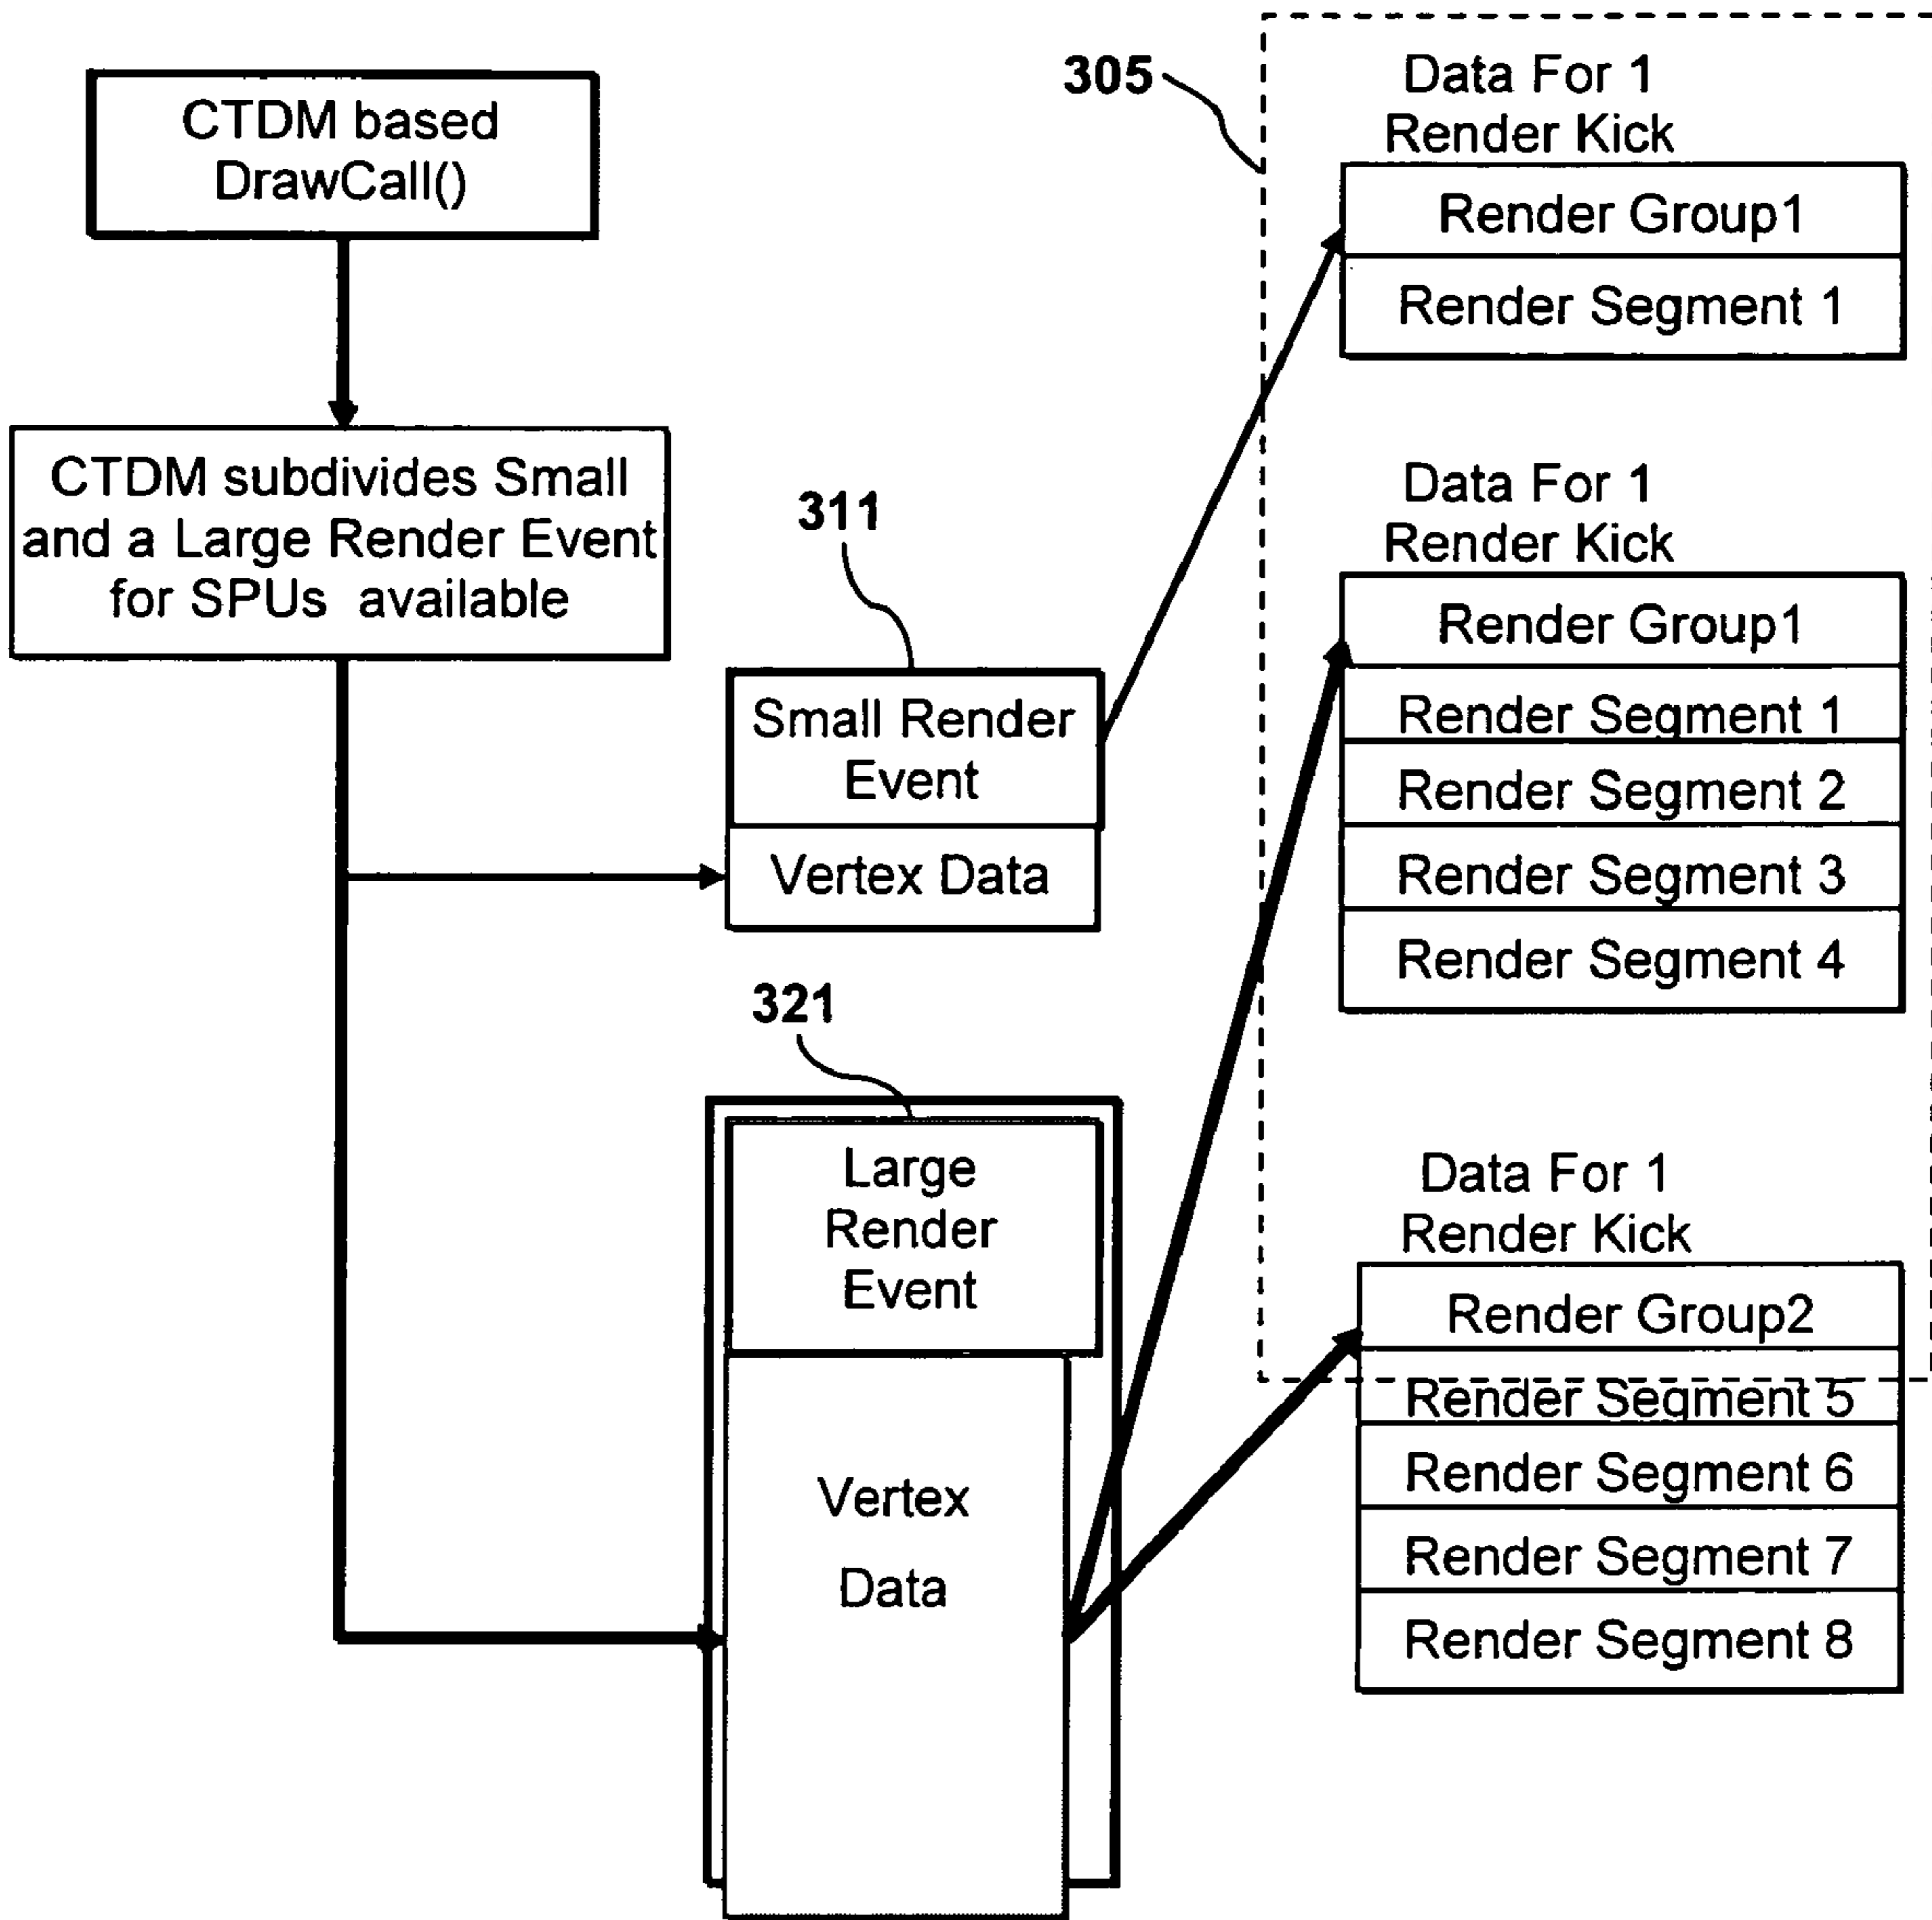 CTDM based
DrawCall()
CTDM subdivides Small
and a Large Render Event
for SPUs available
311
Small Render
Event
Vertex Data
321
Large
Render
Event
Vertex
Data
305
Data For 1
Render Kick
Render Group1
Render Segment 1
Data For 1
Render Kick
Render Group1
Render Segment 1
Render Segment 2
Render Segment 3
Render Segment 4
Data For 1
Render Kick
Render Group2
Render Segment 5
Render Segment 6
Render Segment 7
Render Segment 8